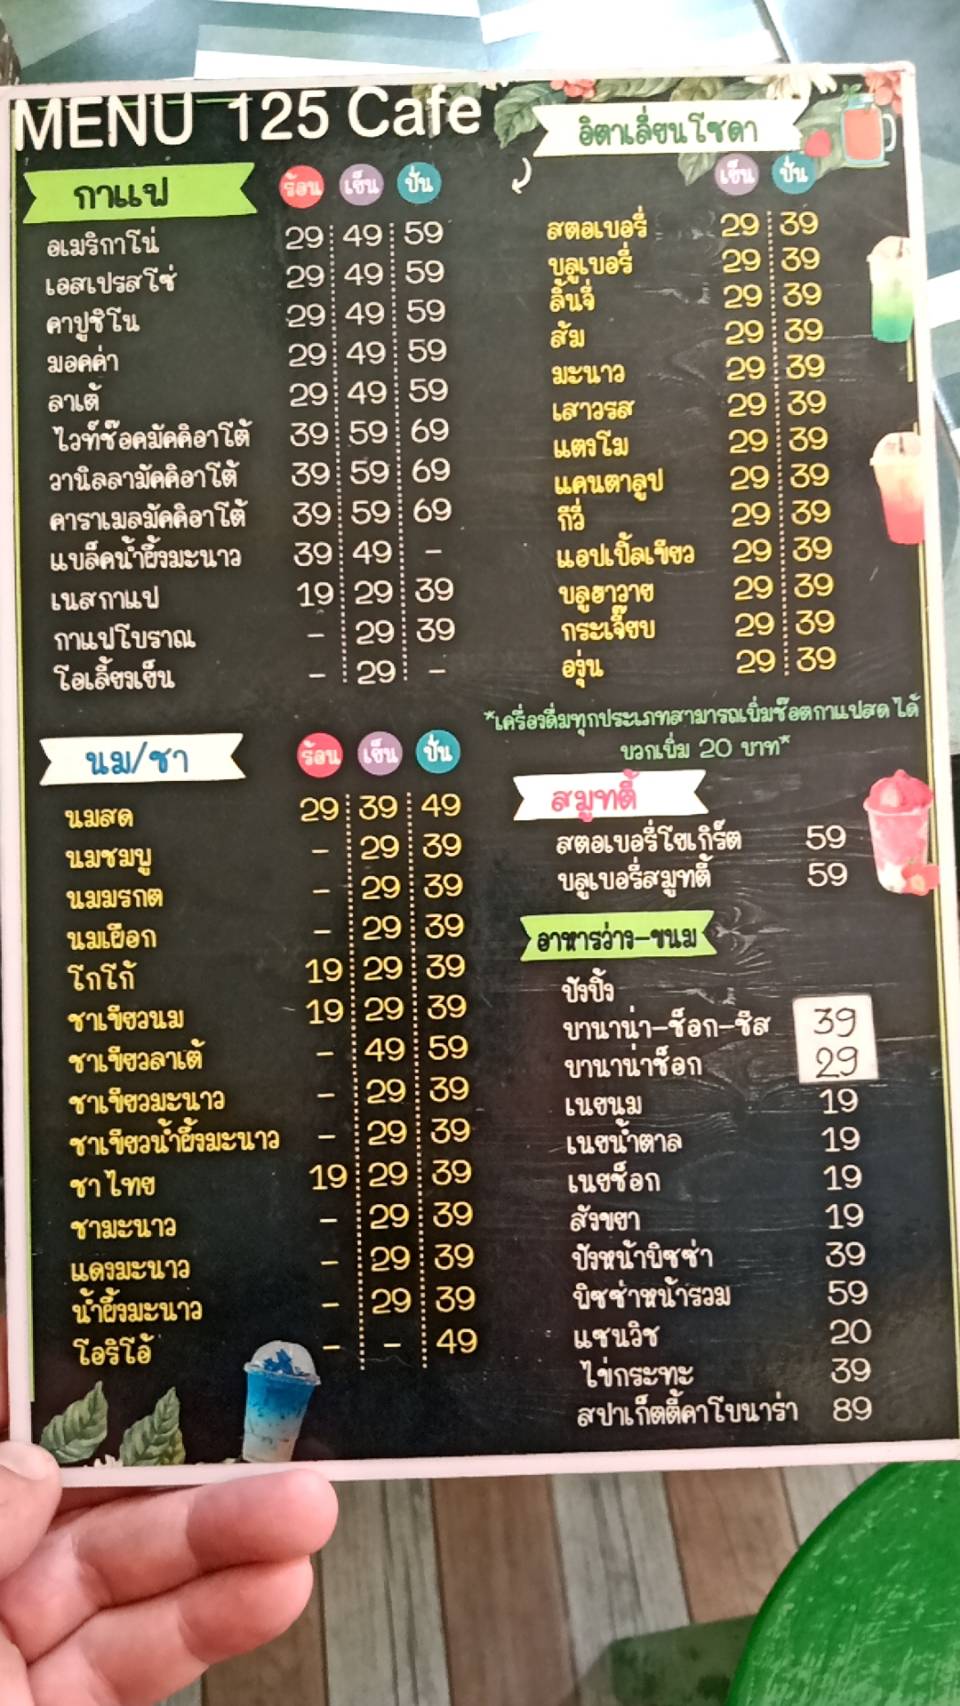 MENU 125 Cafe
กาแฟ ร้อน เย็น ปั่น
อเมริกาโน่ 29 49 59
เอสเปรสโซ่ 29 49 59
คาปูชิโน 29 49 59
มอคค่า 29 49 59
ลาเต้ 29 49 59
ไวท์ช๊อคมัคคิอาโต้ 39 59 69
วานิลลามัคคิอาโต้ 39 59 69
คาราเมลมัคคิอาโต้ 39 59 69
แบล็คน้ำผึ้งมะนาว 39 49 -
เนสกาแฟ 19 29 39
กาแฟโบราณ - 29 39
โอเลี้ยงเย็น - 29 -
นม/ชา ร้อน เย็น ปั่น
นมสด 29 39 49
นมชมพู - 29 39
นมมรกต - 29 39
นมเผือก - 29 39
โกโก้ 19 29 39
ชาเขียวนม 19 29 39
ชาเขียวลาเต้ - 49 59
ชาเขียวมะนาว - 29 39
ชาเขียวน้ำผึ้งมะนาว - 29 39
ชาไทย 19 29 39
ชามะนาว - 29 39
แดงมะนาว - 29 39
น้ำผึ้งมะนาว - 29 39
โอริโอ้ - - 49
อิตาเลี่ยนโซดา
เย็น ปั่น
สตอเบอรี่ 29 39
บลูเบอรี่ 29 39
ลิ้นจี่ 29 39
ส้ม 29 39
มะนาว 29 39
เสาวรส 29 39
แตงโม 29 39
แคนตาลูป 29 39
กีวี่ 29 39
แอปเปิ้ลเขียว 29 39
บลูฮาวาย 29 39
กระเจี๊ยบ 29 39
องุ่น 29 39
*เครื่องดื่มทุกประเภทสามารถเพิ่มช๊อตกาแฟสดได้
บวกเพิ่ม 20 บาท*
สมูทตี้
สตอเบอรี่โยเกิร์ต 59
บลูเบอรี่สมูทตี้ 59
อาหารว่าง-ขนม
ปังปิ้ง
บานาน่า-ช็อก-ชีส 39
บานาน่าช็อก 29
เนยนม 19
เนยน้ำตาล 19
เนยช็อก 19
สังขยา 19
ปังหน้าพิซซ่า 39
พิซซ่าหน้ารวม 59
แซนวิช 20
ไข่กระทะ 39
สปาเก็ตตี้คาโบนาร่า 89